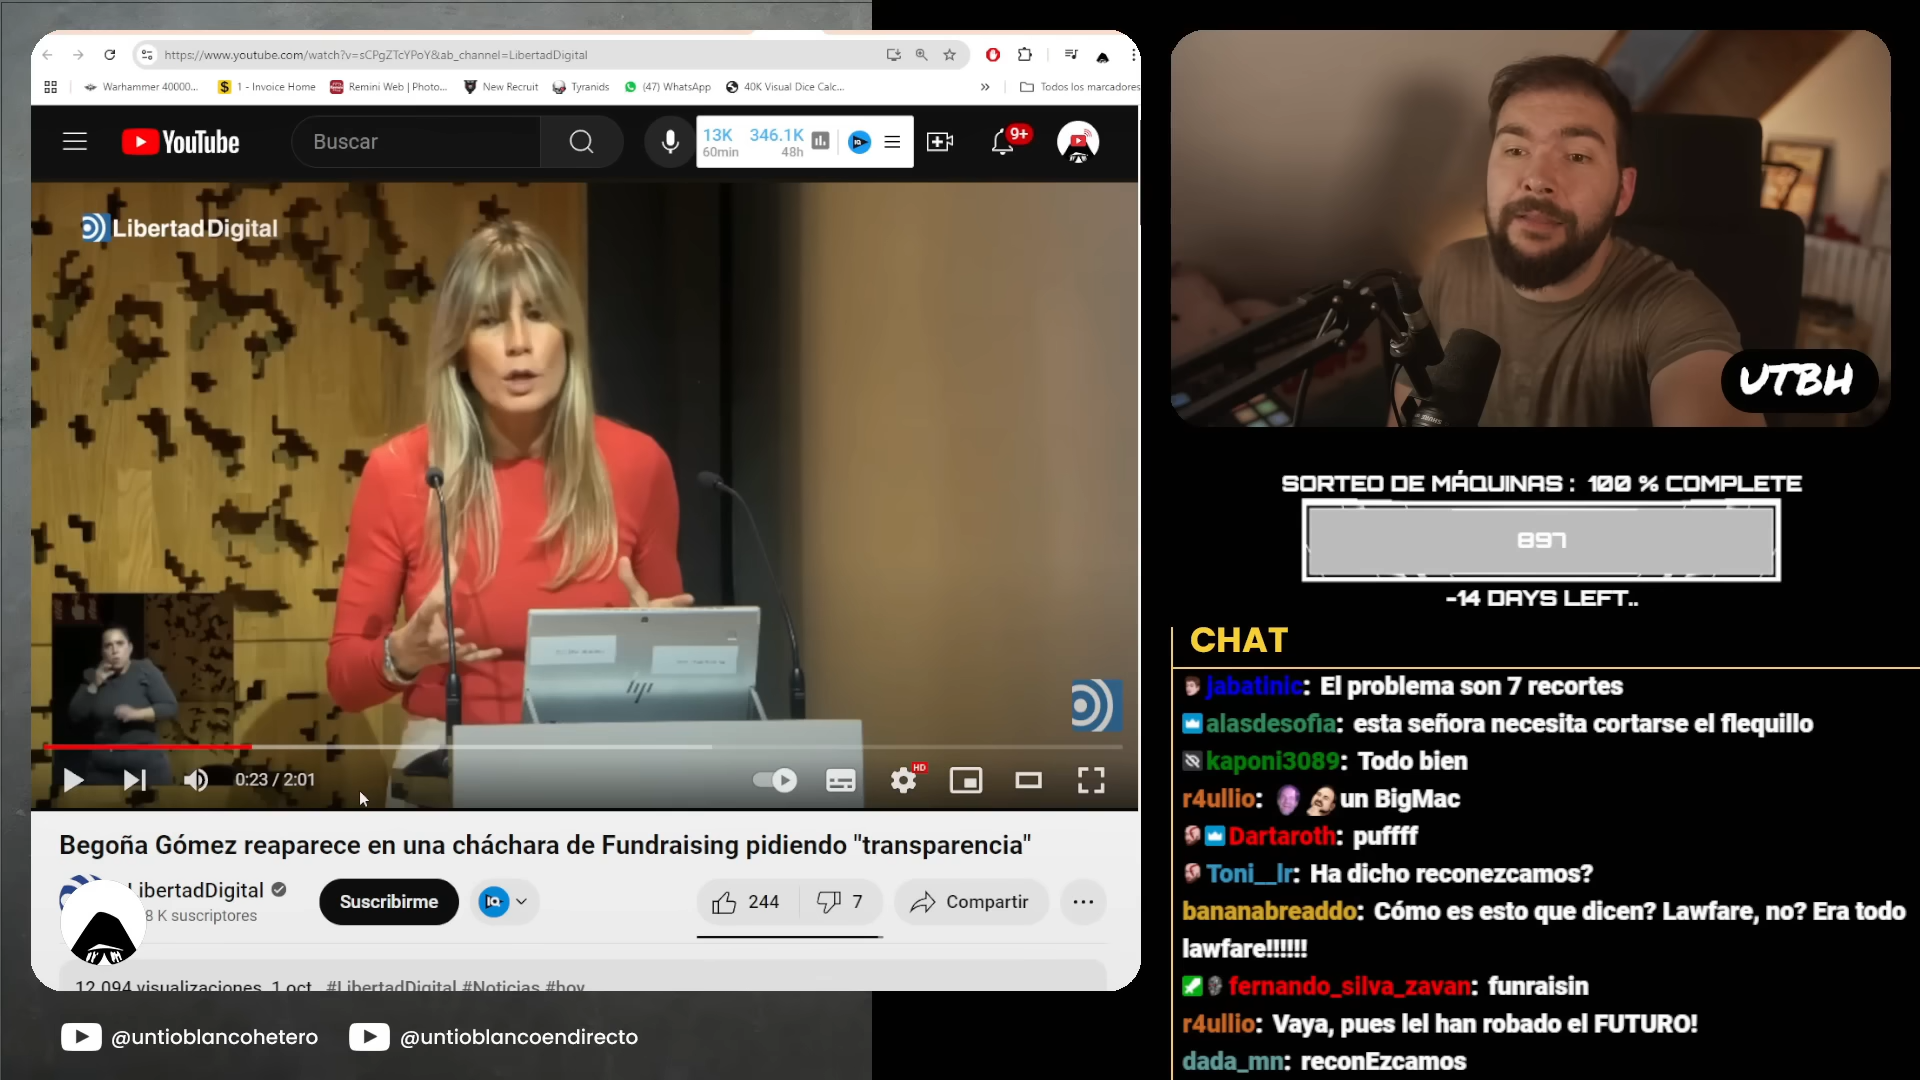 https://www.youtube.com/watch?v=sCPgZTcYPoY&ab_channel=LibertadDigital
Warhammer 40000...
1 - Invoice Home
Remini Web | Photo...
New Recruit
Tyranids
(47) WhatsApp
40K Visual Dice Calc...
»
Todos los marcadores
YouTube
Buscar
13K
60min
346.1K
48h
9+
LibertadDigital
hp
0:23 / 2:01
HD
Begoña Gómez reaparece en una cháchara de Fundraising pidiendo "transparencia"
LibertadDigital
8 K suscriptores
Suscribirme
244
7
Compartir
12.094 visualizaciones 1 oct #LibertadDigital #Noticias #hoy
@untioblancohetero
@untioblancoendirecto
UTBH
SORTEO DE MÁQUINAS : 100 % COMPLETE
897
-14 DAYS LEFT..
CHAT
jabatinic: El problema son 7 recortes
alasdesofia: esta señora necesita cortarse el flequillo
kaponi3089: Todo bien
r4ullio: un BigMac
Dartaroth: puffff
Toni__lr: Ha dicho reconezcamos?
bananabreaddo: Cómo es esto que dicen? Lawfare, no? Era todo
lawfare!!!!!!
fernando_silva_zavan: funraisin
r4ullio: Vaya, pues lel han robado el FUTURO!
dada_mn: reconEzcamos